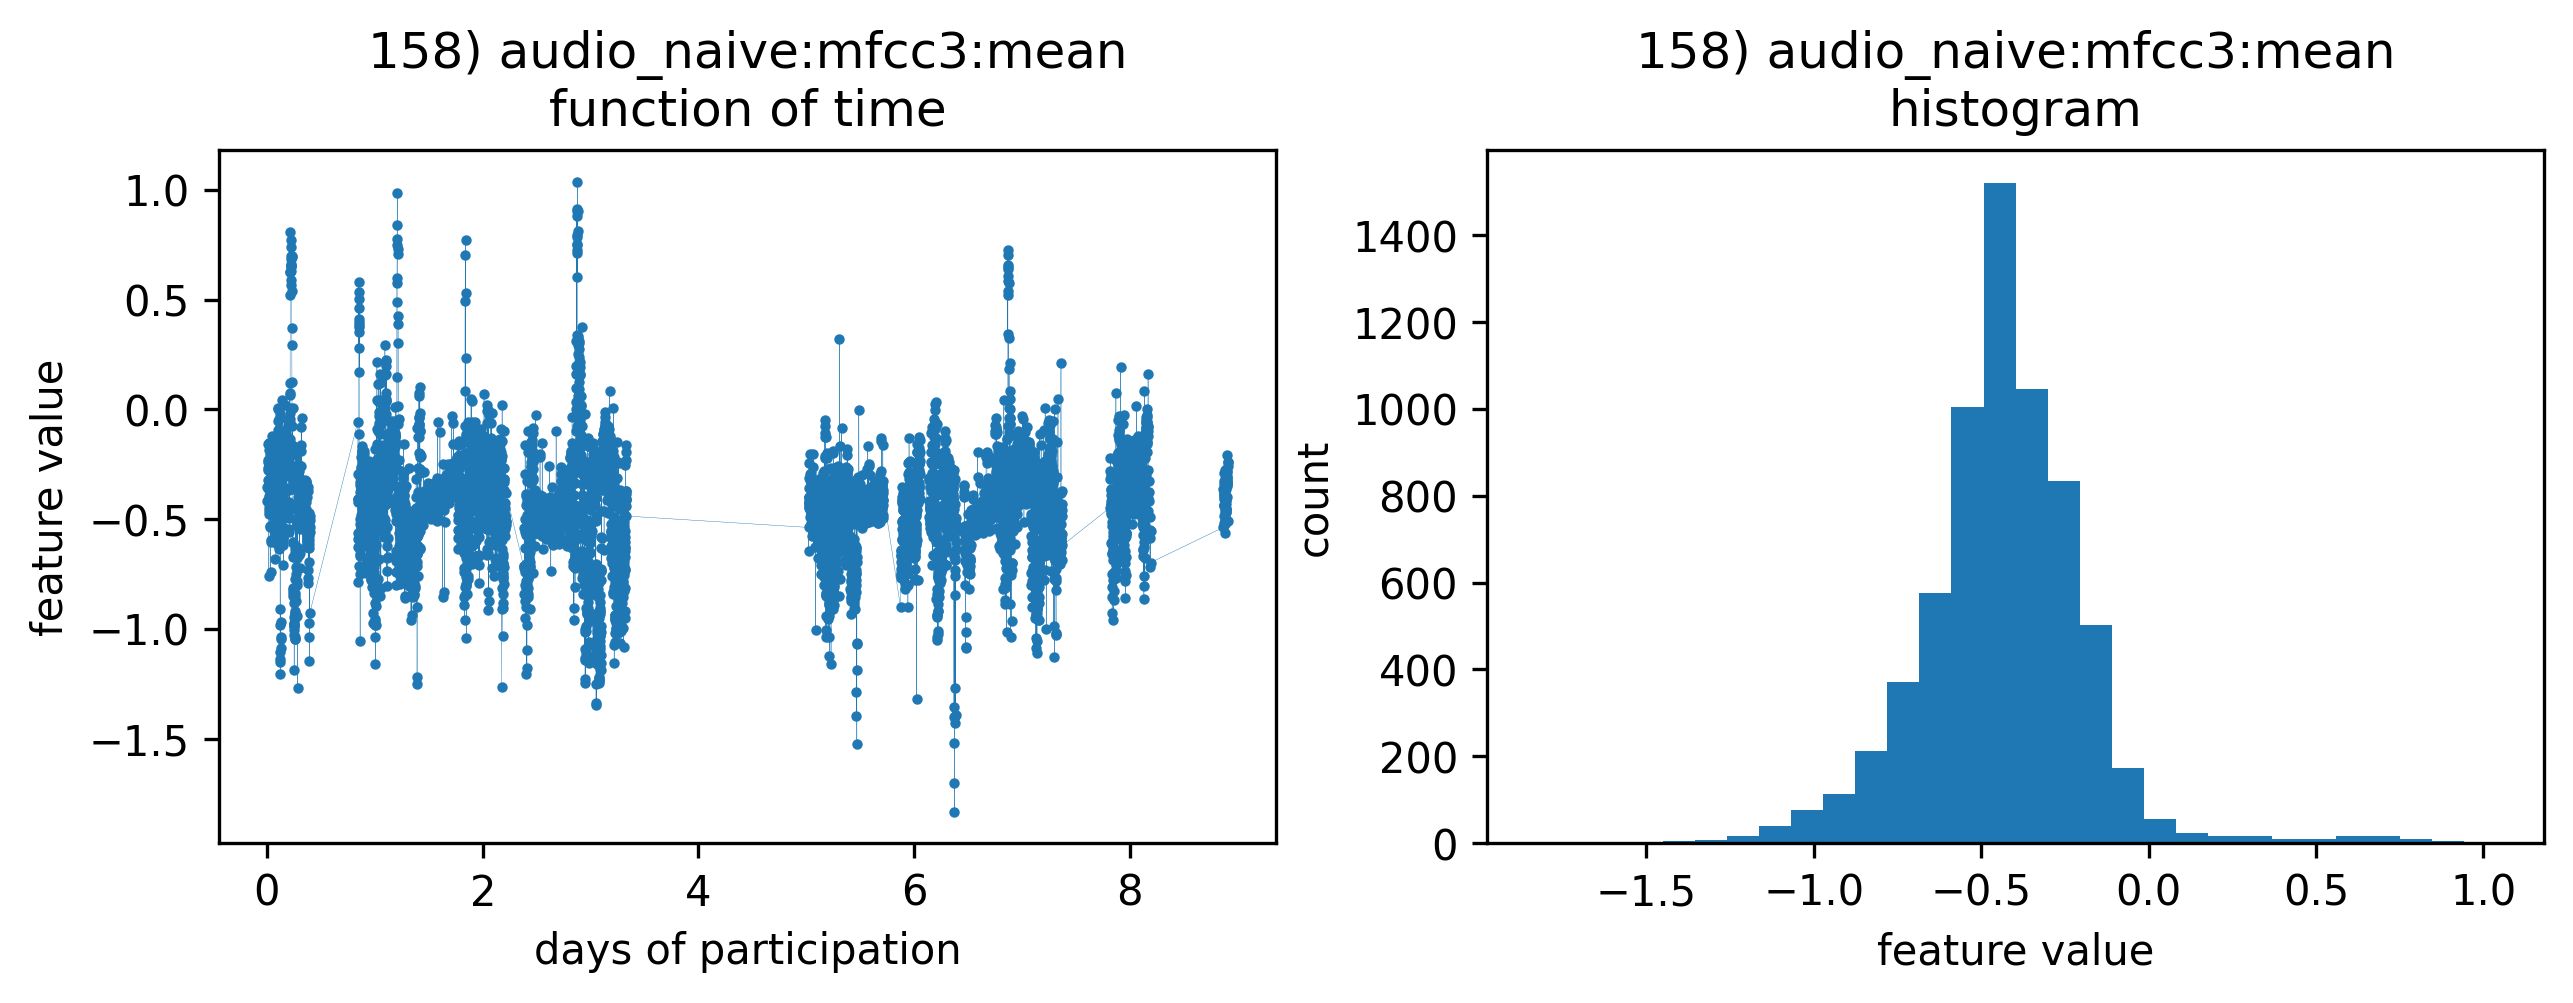 158) audio_naive:mfcc3:mean
function of time
1.0
0.5
0.0
−0.5
−1.0
−1.5
feature value
0 2 4 6 8
days of participation
158) audio_naive:mfcc3:mean
histogram
1400
1200
1000
800
600
400
200
0
count
−1.5 −1.0 −0.5 0.0 0.5 1.0
feature value